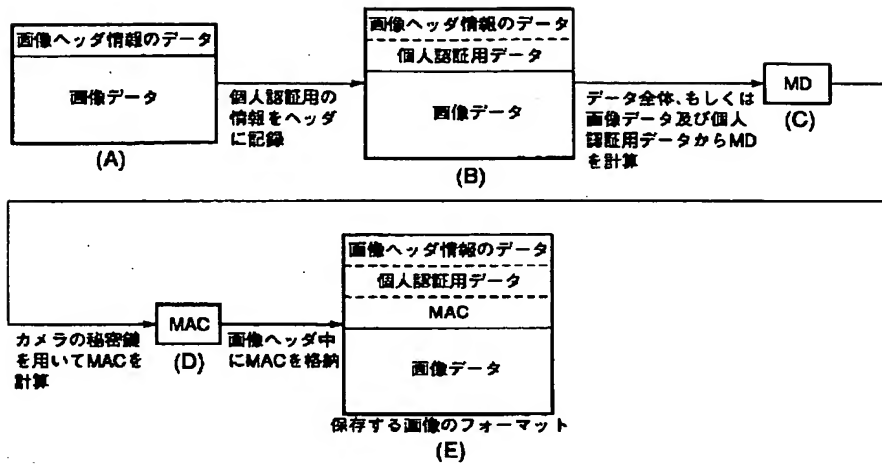 画像ヘッダ情報のデータ
画像データ
(A)
個人認証用の
情報をヘッダ
に記録
画像ヘッダ情報のデータ
個人認証用データ
画像データ
(B)
データ全体、もしくは
画像データ及び個人
認証用データからMD
を計算
MD
(C)
カメラの秘密鍵
を用いてMACを
計算
MAC
(D)
画像ヘッダ中
にMACを格納
画像ヘッダ情報のデータ
個人認証用データ
MAC
画像データ
保存する画像のフォーマット
(E)